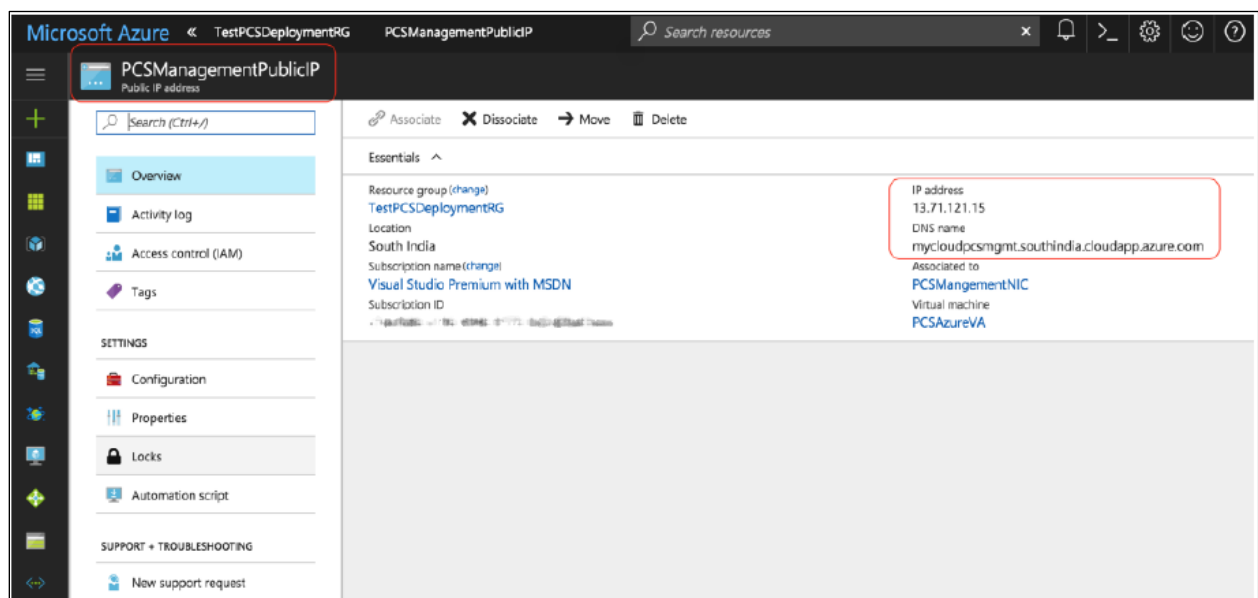 Microsoft Azure « TestPCSDeploymentRG PCSManagementPublicIP Search resources × >_ ?
PCSManagementPublicIP
Public IP address
Search (Ctrl+/)
Associate Dissociate Move Delete
Essentials
Overview
Activity log
Access control (IAM)
Tags
SETTINGS
Configuration
Properties
Locks
Automation script
SUPPORT + TROUBLESHOOTING
New support request
Resource group (change)
TestPCSDeploymentRG
Location
South India
Subscription name (change)
Visual Studio Premium with MSDN
Subscription ID
IP address
13.71.121.15
DNS name
mycloudpcsmgmt.southindia.cloudapp.azure.com
Associated to
PCSMangementNIC
Virtual machine
PCSAzureVA